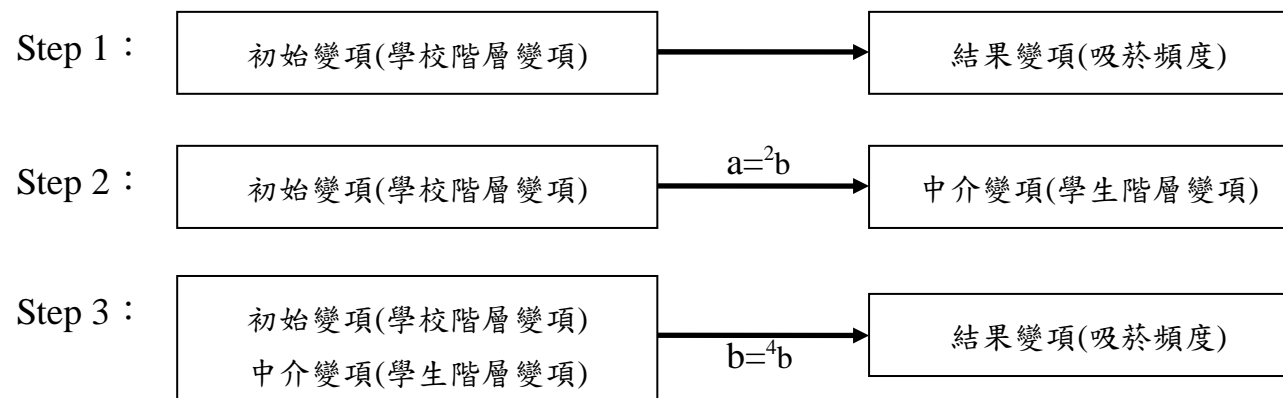 Step 1： 初始變項(學校階層變項) 結果變項(吸菸頻度)
a=²b
Step 2： 初始變項(學校階層變項) 中介變項(學生階層變項)
Step 3： 初始變項(學校階層變項) 結果變項(吸菸頻度)
中介變項(學生階層變項) b=⁴b